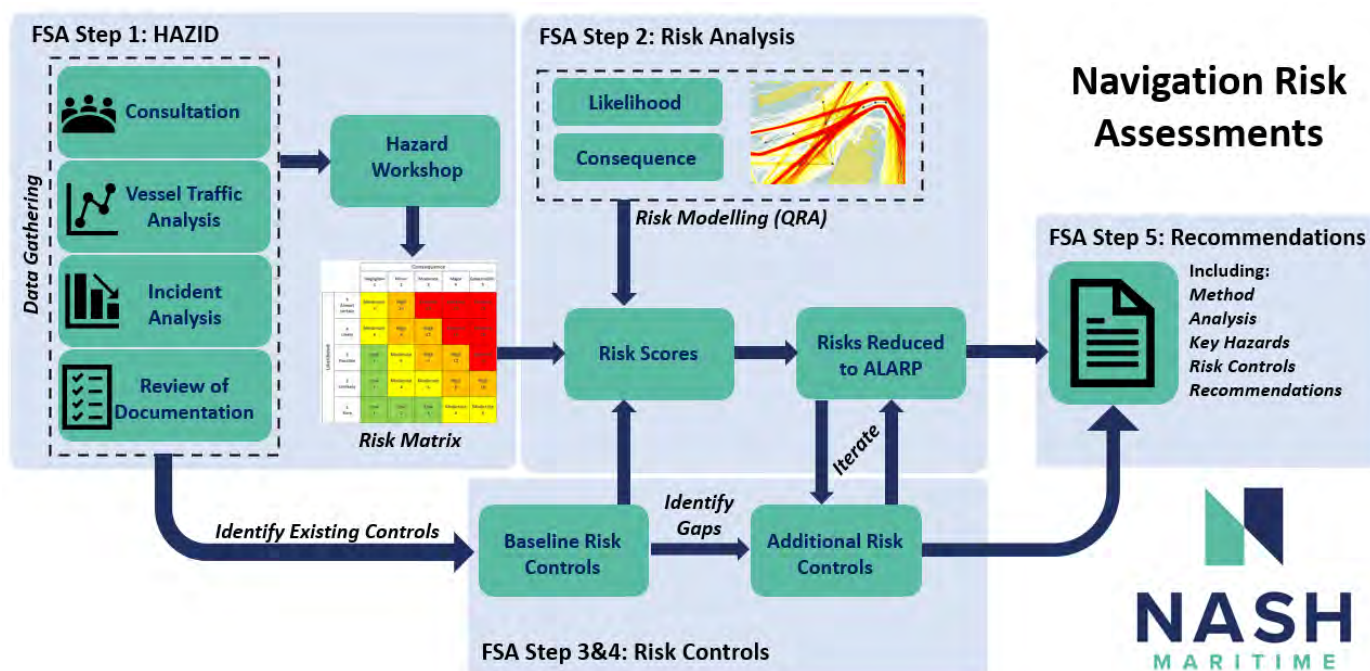 FSA Step 1: HAZID
Data Gathering
Consultation
Vessel Traffic
Analysis
Incident
Analysis
Review of
Documentation
Hazard
Workshop
Consequence
Risk Matrix
FSA Step 2: Risk Analysis
Likelihood
Consequence
Risk Modelling (QRA)
Risk Scores
Risks Reduced
to ALARP
Iterate
Identify Existing Controls
Baseline Risk
Controls
Identify
Gaps
Additional Risk
Controls
FSA Step 3&4: Risk Controls
Navigation Risk
Assessments
FSA Step 5: Recommendations
Including:
Method
Analysis
Key Hazards
Risk Controls
Recommendations
NASH
MARITIME